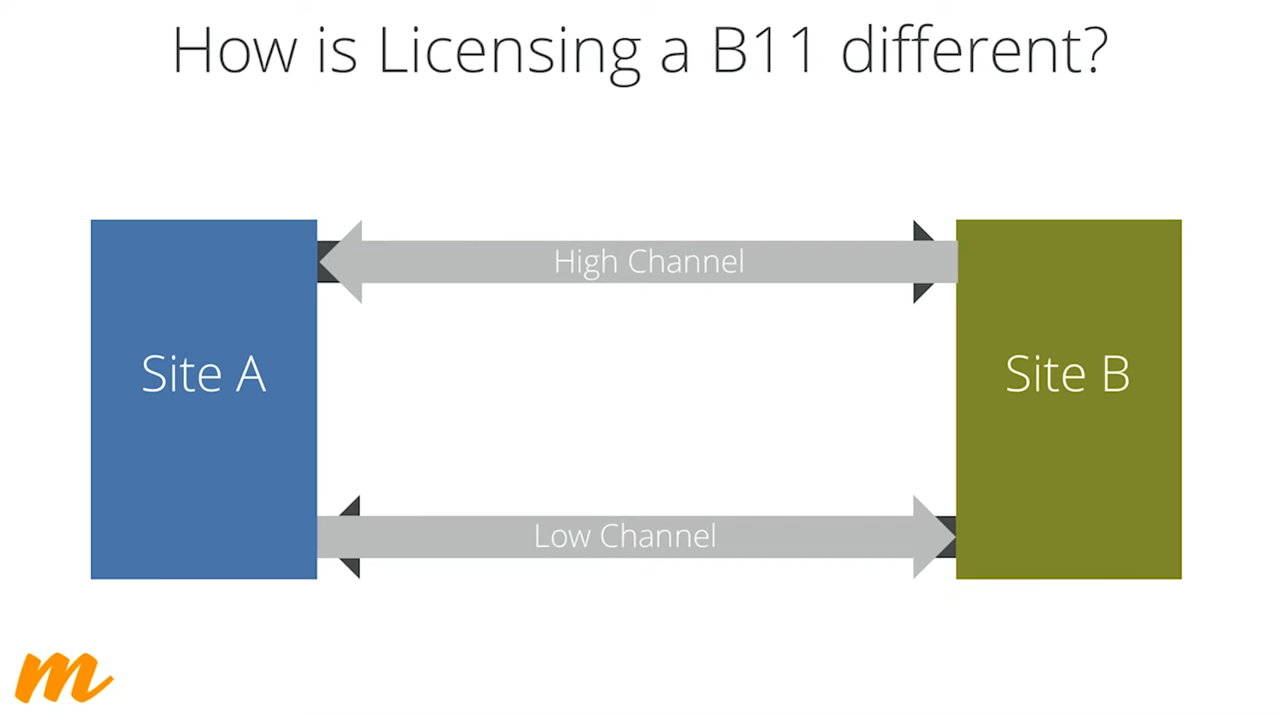 How is Licensing a B11 different?
High Channel
Site A
Site B
Low Channel
m